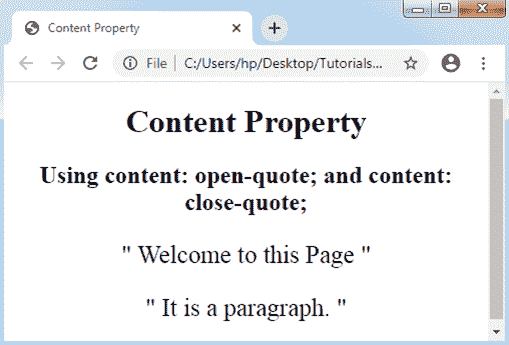 Content Property
File
C:/Users/hp/Desktop/Tutorials...
Content Property
Using content: open-quote; and content:
close-quote;
" Welcome to this Page "
" It is a paragraph. "